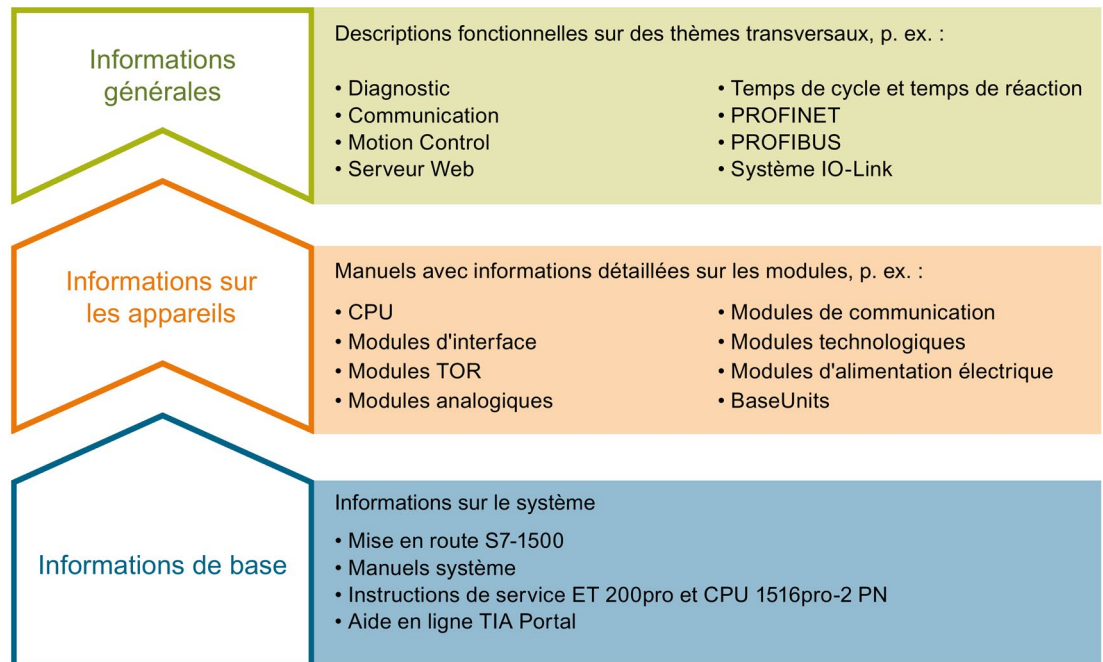 Informations
générales
Descriptions fonctionnelles sur des thèmes transversaux, p. ex. :
• Diagnostic
• Communication
• Motion Control
• Serveur Web
• Temps de cycle et temps de réaction
• PROFINET
• PROFIBUS
• Système IO-Link
Informations sur
les appareils
Manuels avec informations détaillées sur les modules, p. ex. :
• CPU
• Modules d'interface
• Modules TOR
• Modules analogiques
• Modules de communication
• Modules technologiques
• Modules d'alimentation électrique
• BaseUnits
Informations de base
Informations sur le système
• Mise en route S7-1500
• Manuels système
• Instructions de service ET 200pro et CPU 1516pro-2 PN
• Aide en ligne TIA Portal